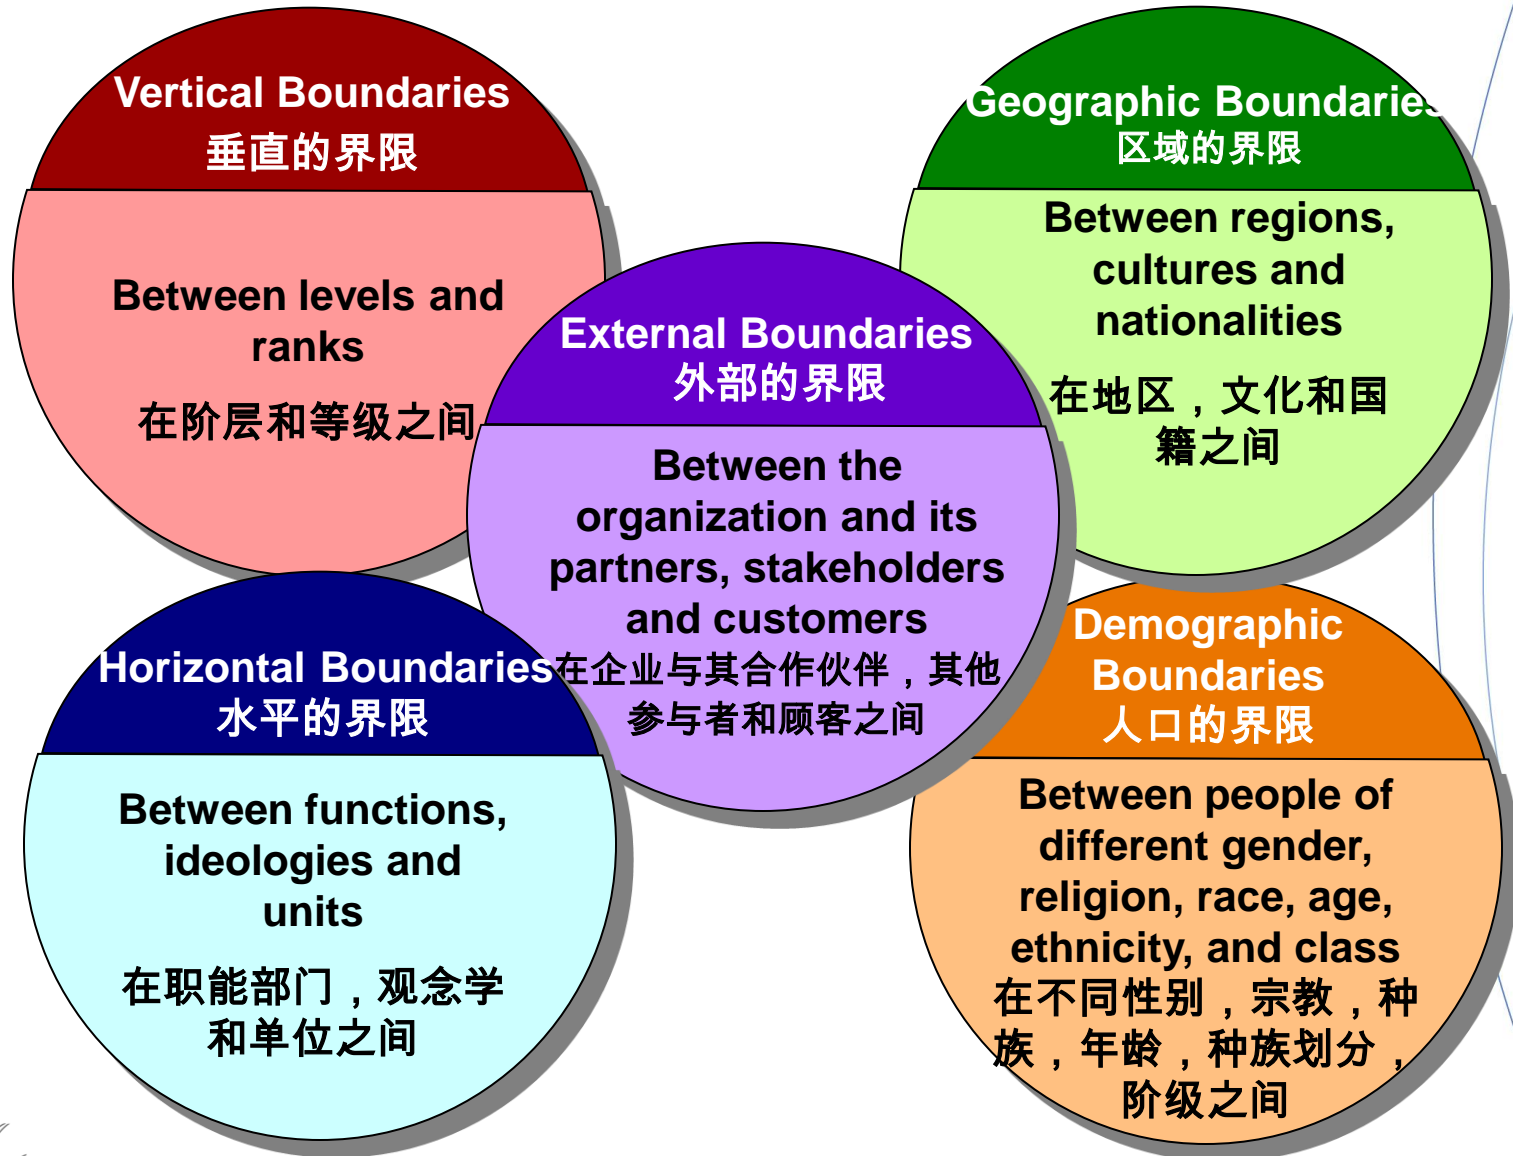 Vertical Boundaries
垂直的界限
Between levels and
ranks
在阶层和等级之间
Geographic Boundaries
区域的界限
Between regions,
cultures and
nationalities
在地区，文化和国
籍之间
External Boundaries
外部的界限
Between the
organization and its
partners, stakeholders
and customers
在企业与其合作伙伴，其他
参与者和顾客之间
Horizontal Boundaries
水平的界限
Between functions,
ideologies and
units
在职能部门，观念学
和单位之间
Demographic
Boundaries
人口的界限
Between people of
different gender,
religion, race, age,
ethnicity, and class
在不同性别，宗教，种
族，年龄，种族划分，
阶级之间